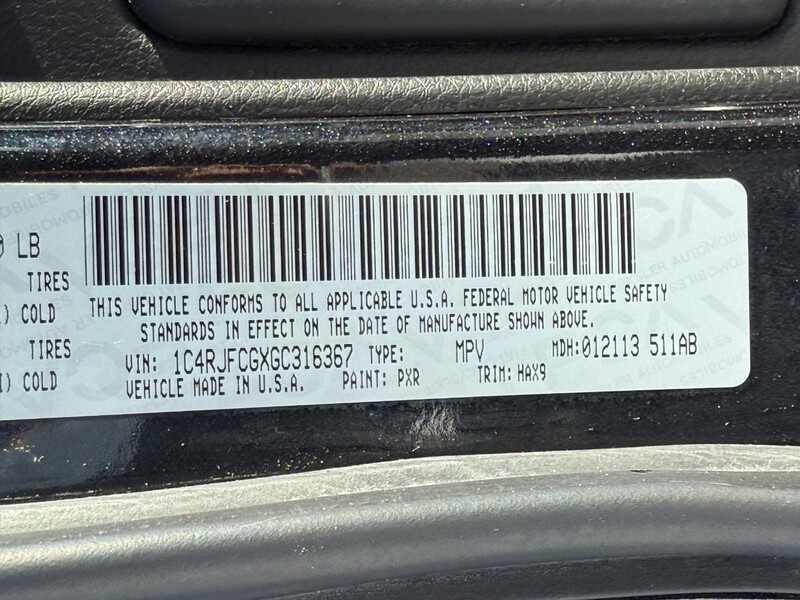 LB
TIRES
) COLD
TIRES
I) COLD
THIS VEHICLE CONFORMS TO ALL APPLICABLE U.S.A. FEDERAL MOTOR VEHICLE SAFETY
STANDARDS IN EFFECT ON THE DATE OF MANUFACTURE SHOWN ABOVE.
VIN: 1C4RJFCGXGC316367 TYPE: MPV MDH:012113 511AB
VEHICLE MADE IN U.S.A. PAINT: PXR TRIM: HAX9